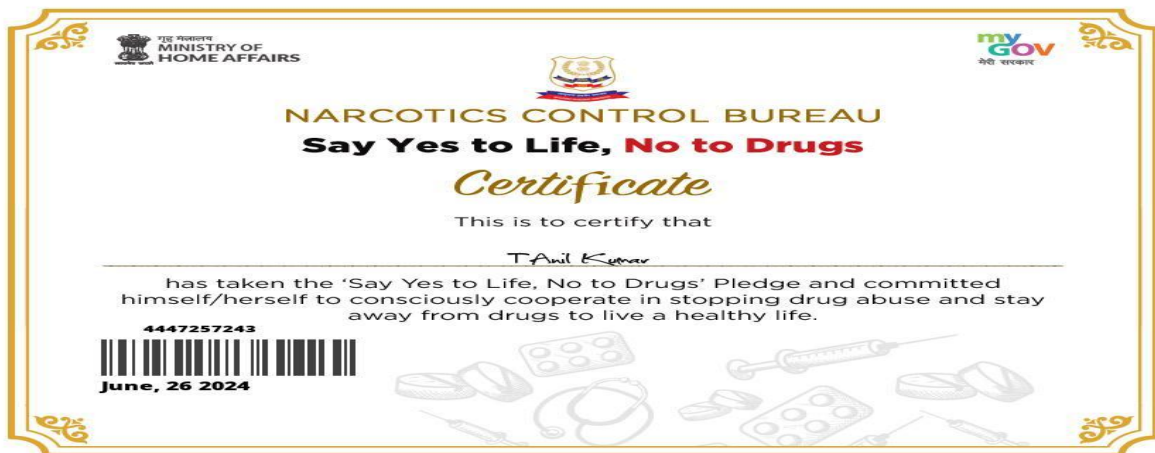 गृह मंत्रालय
MINISTRY OF
HOME AFFAIRS
my
GOV
मेरी सरकार
NARCOTICS CONTROL BUREAU
Say Yes to Life, No to Drugs
Certificate
This is to certify that
T Anil Kumar
has taken the 'Say Yes to Life, No to Drugs' Pledge and committed
himself/herself to consciously cooperate in stopping drug abuse and stay
away from drugs to live a healthy life.
4447257243
June, 26 2024